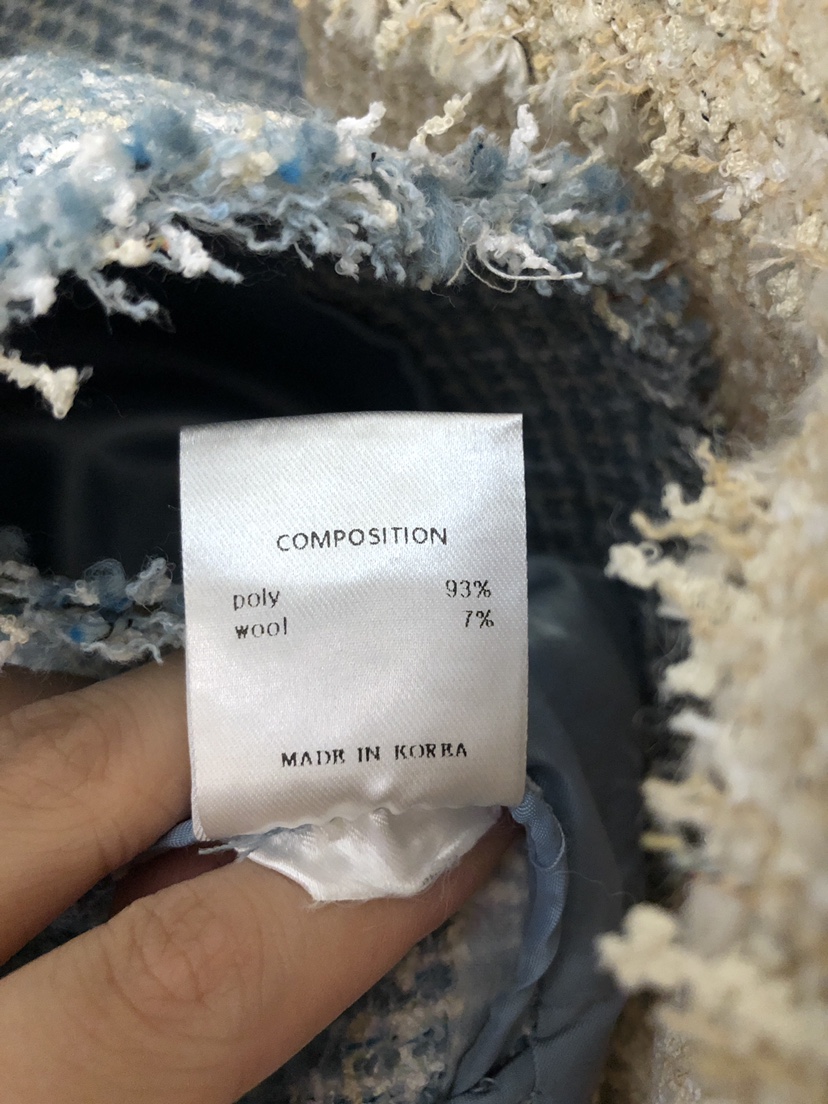 COMPOSITION
poly 93%
wool 7%
MADE IN KOREA